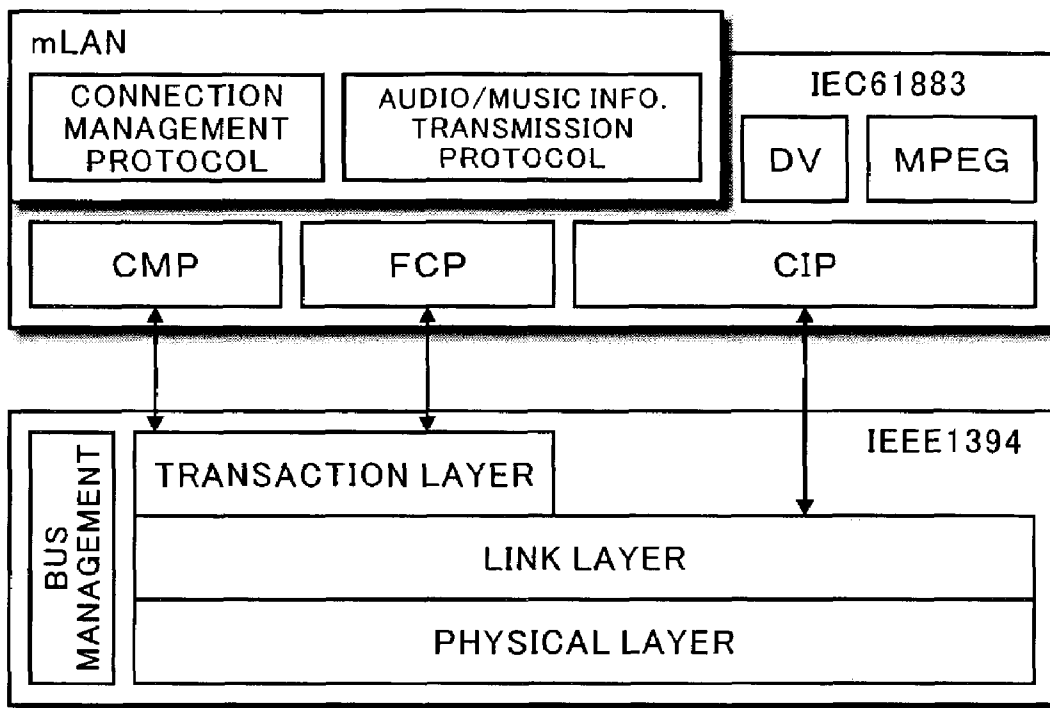 mLAN
CONNECTION
MANAGEMENT
PROTOCOL
AUDIO/MUSIC INFO.
TRANSMISSION
PROTOCOL
IEC61883
DV
MPEG
CMP
FCP
CIP
IEEE1394
BUS
MANAGEMENT
TRANSACTION LAYER
LINK LAYER
PHYSICAL LAYER